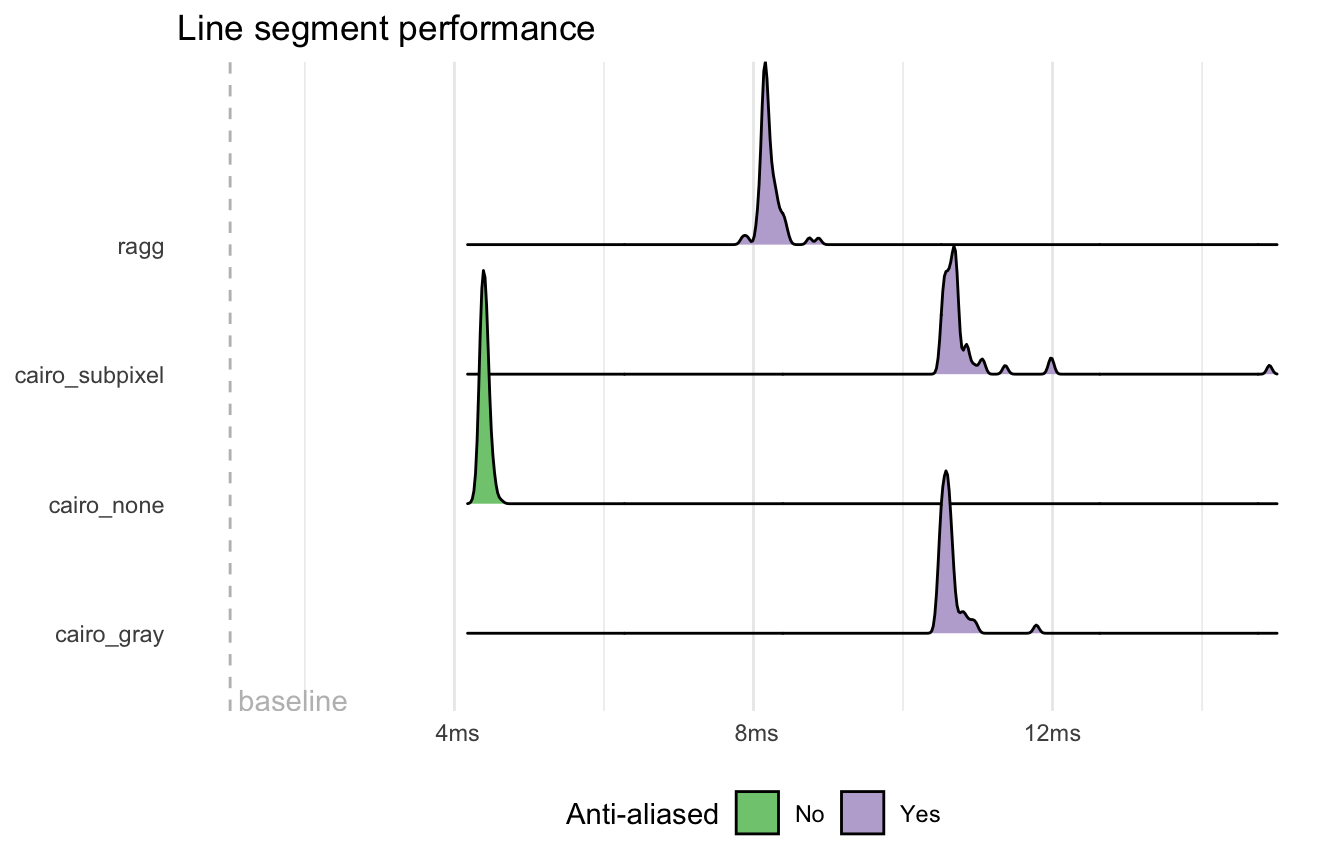 Line segment performance
ragg
cairo_subpixel
cairo_none
cairo_gray
baseline
4ms 8ms 12ms
Anti-aliased No Yes